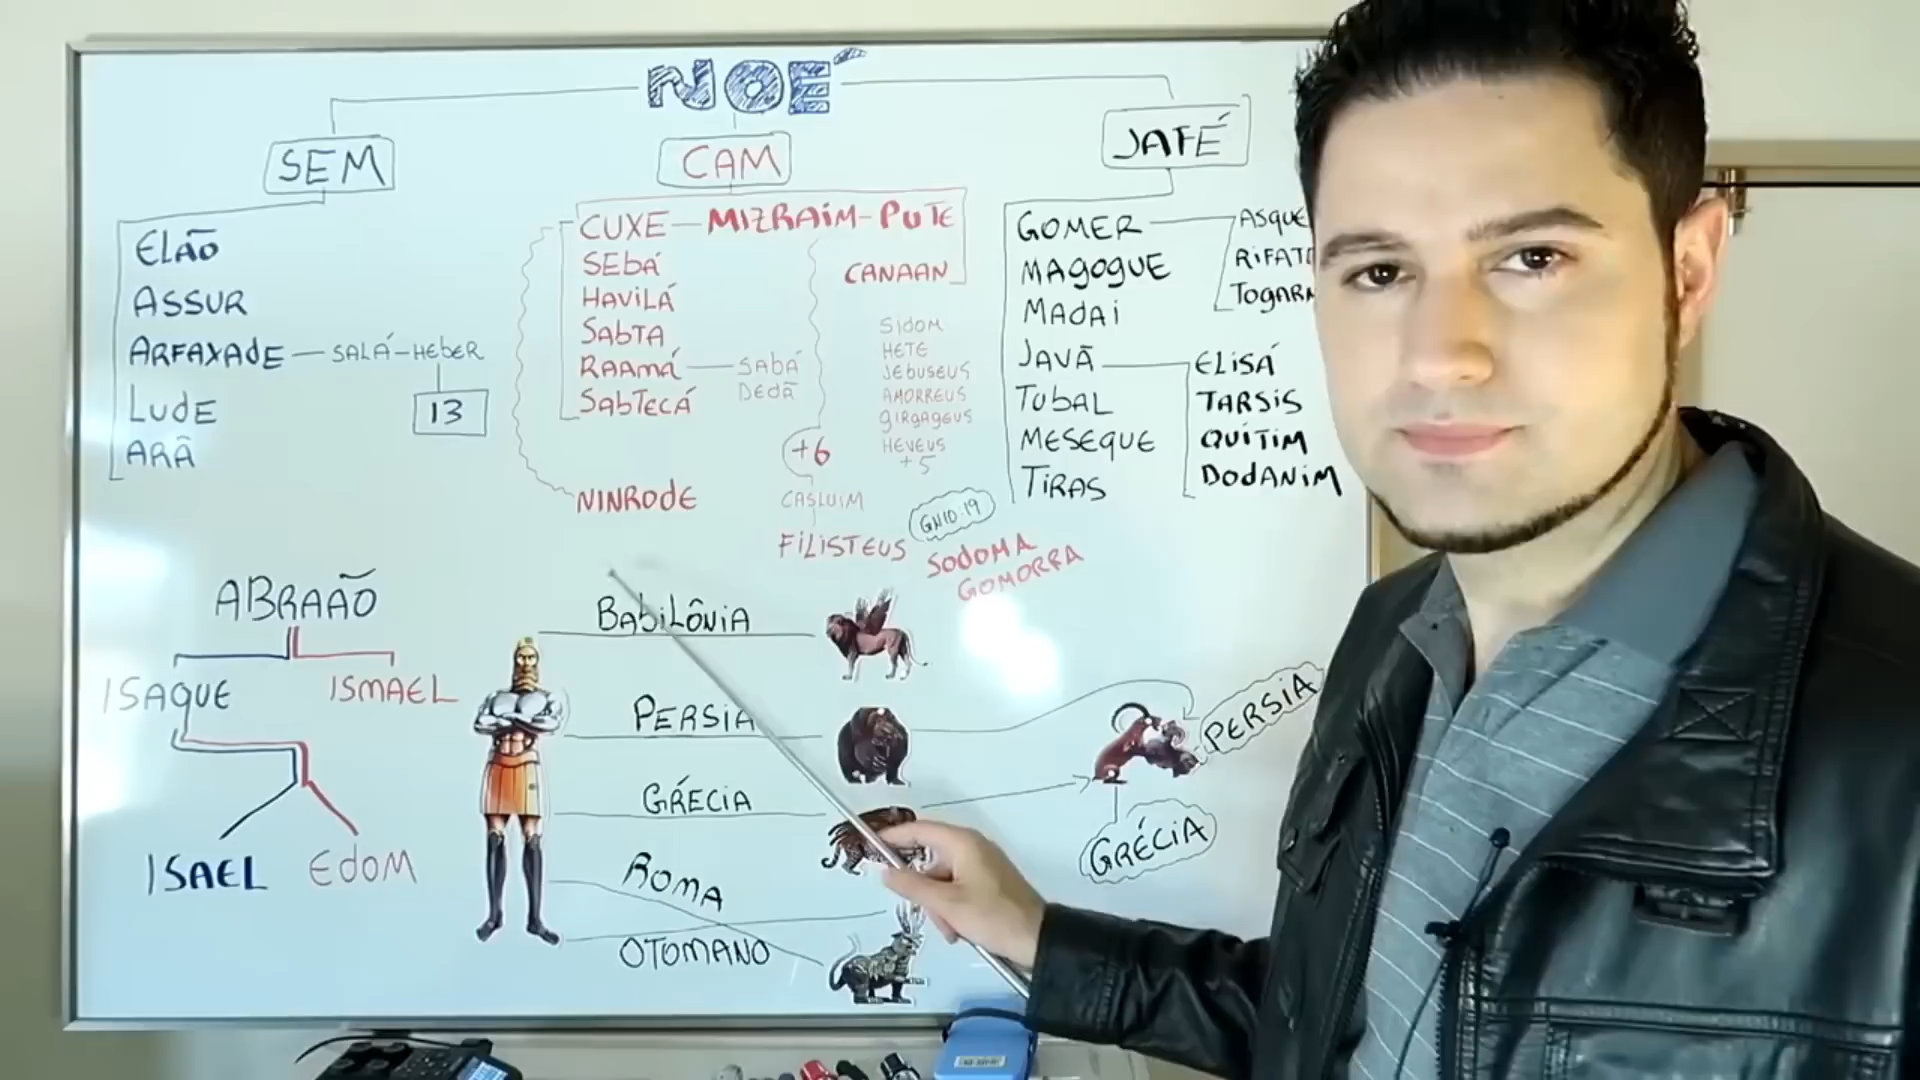 NOÉ
SEM
CAM
JAFÉ
ELÃO
ASSUR
ARFAXADE — SALÁ — HEBER
13
LUDE
ARÃ
CUXE — MIZRAIM - PUTE
SEBÁ
HAVILÁ
SABTA
RAAMÁ — SABÁ
DEDÃ
SABTECÁ
NINRODE
CANAAN
SIDOM
HETE
JEBUSEUS
AMORREUS
GIRGAGEUS
HEVEUS
+5
+6
CASLUIM
FILISTEUS
GN10:19
SODOMA
GOMORRA
GOMER
MAGOGUE
MADAI
JAVÃ
TUBAL
MESEQUE
TIRAS
ASQUE
RIFAT
TOGARM
ELISÁ
TARSIS
QUITIM
DODANIM
ABRAÃO
ISAQUE
ISMAEL
ISAEL
EDOM
BABILÔNIA
PERSIA
GRÉCIA
ROMA
OTOMANO
PERSIA
GRÉCIA